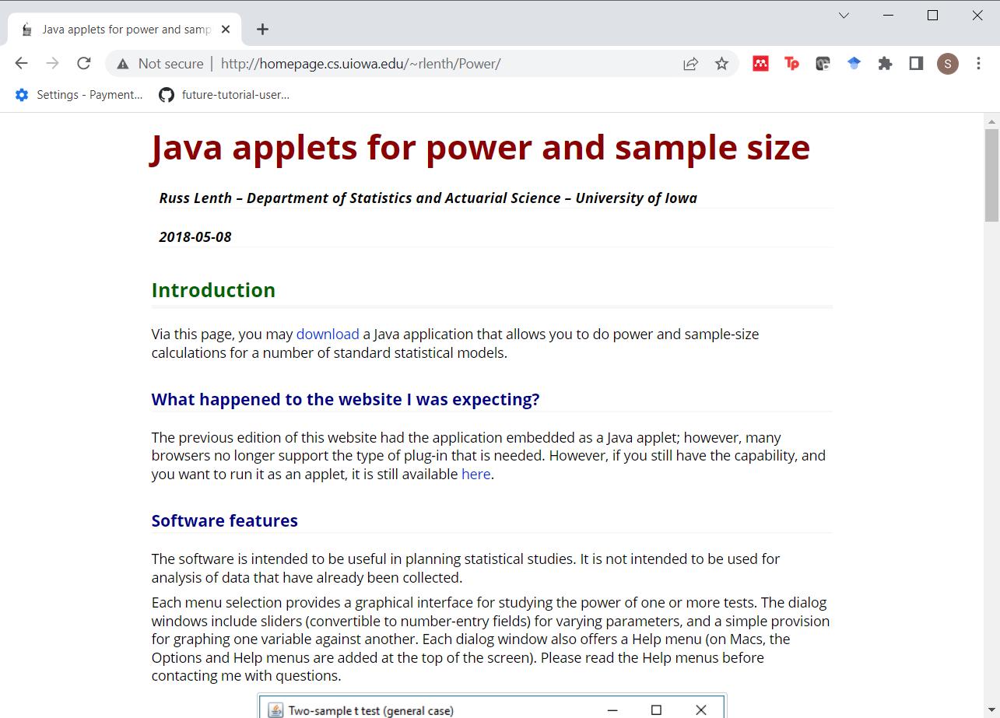 Java applets for power and samp
Not secure | http://homepage.cs.uiowa.edu/~rlenth/Power/
Tp
S
Settings - Payment...
future-tutorial-user...
Java applets for power and sample size
Russ Lenth – Department of Statistics and Actuarial Science – University of Iowa
2018-05-08
Introduction
Via this page, you may download a Java application that allows you to do power and sample-size
calculations for a number of standard statistical models.
What happened to the website I was expecting?
The previous edition of this website had the application embedded as a Java applet; however, many
browsers no longer support the type of plug-in that is needed. However, if you still have the capability, and
you want to run it as an applet, it is still available here.
Software features
The software is intended to be useful in planning statistical studies. It is not intended to be used for
analysis of data that have already been collected.
Each menu selection provides a graphical interface for studying the power of one or more tests. The dialog
windows include sliders (convertible to number-entry fields) for varying parameters, and a simple provision
for graphing one variable against another. Each dialog window also offers a Help menu (on Macs, the
Options and Help menus are added at the top of the screen). Please read the Help menus before
contacting me with questions.
Two-sample t test (general case)